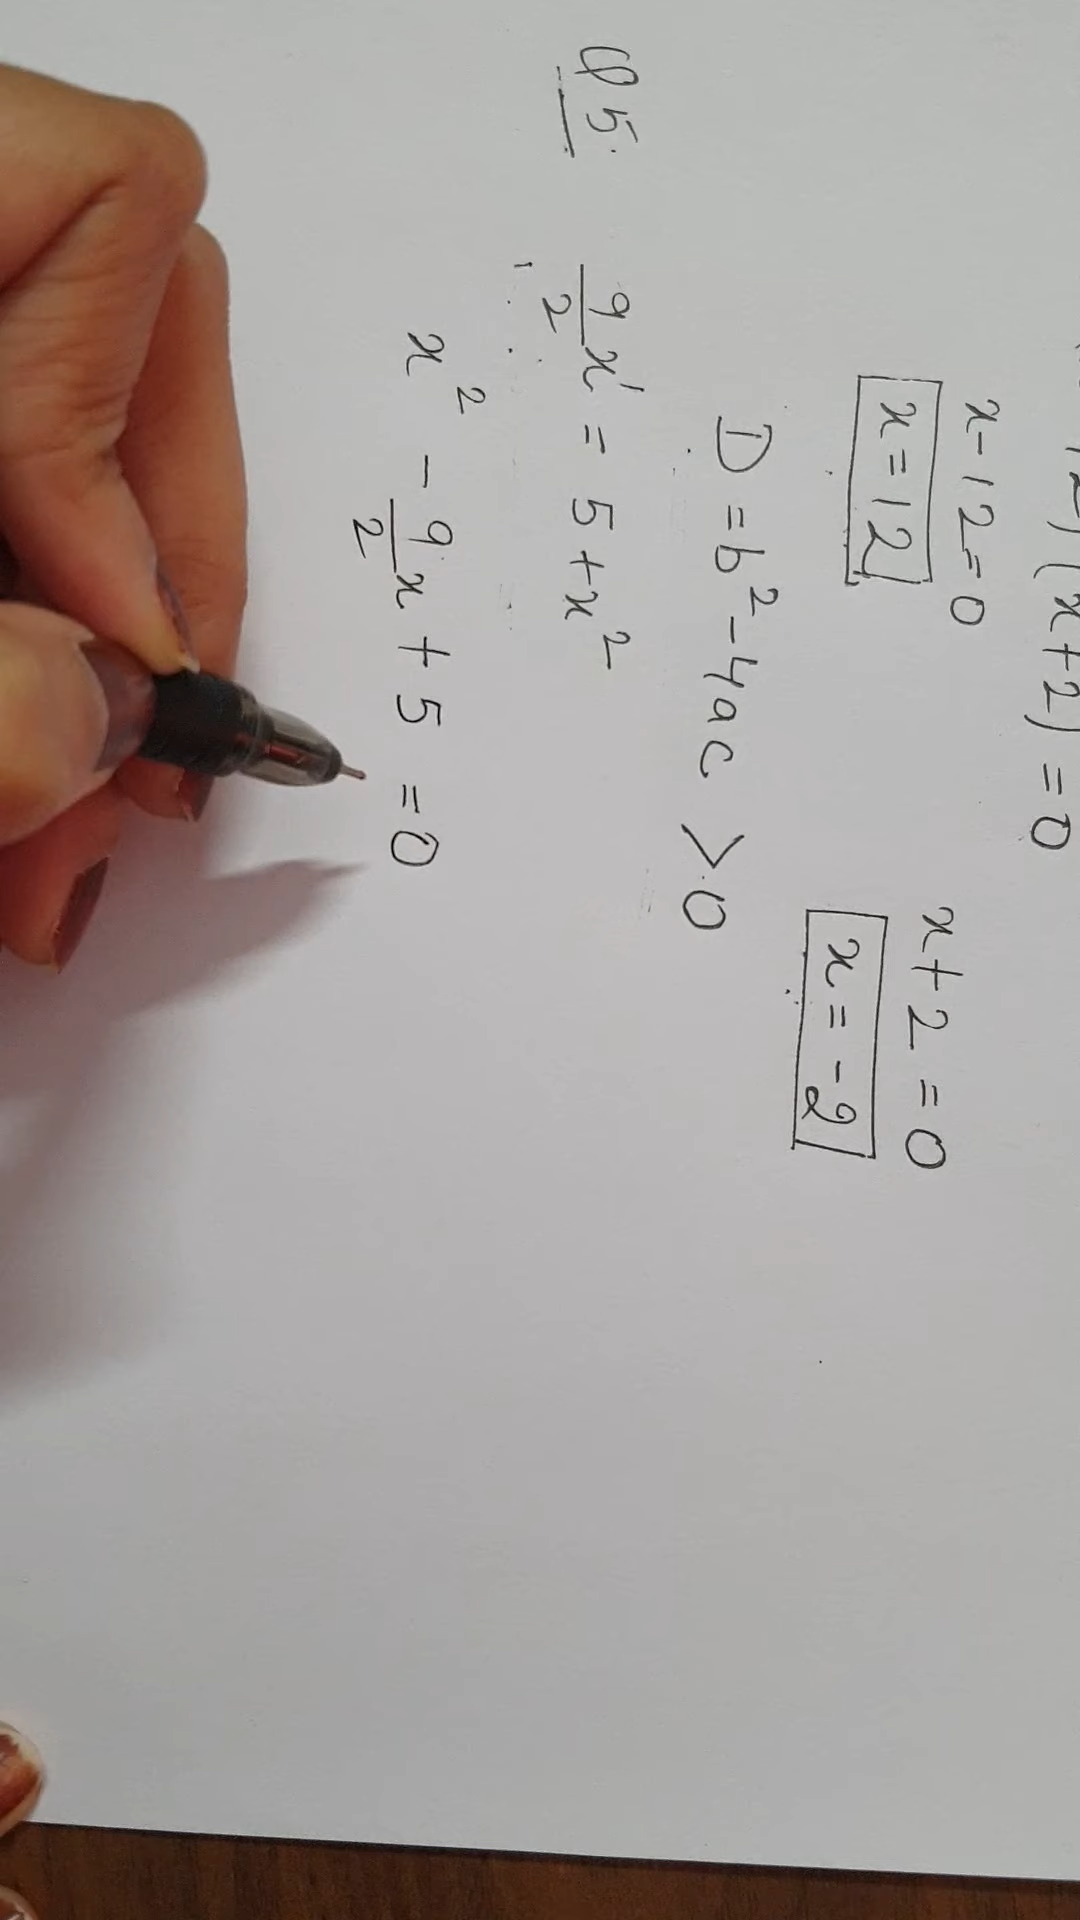 2) (x+2) = 0
x-12=0 x+2=0
x=12 x=-2
D = b² - 4ac > 0
Q5 9/2 x' = 5+x²
x² - 9/2 x + 5 = 0